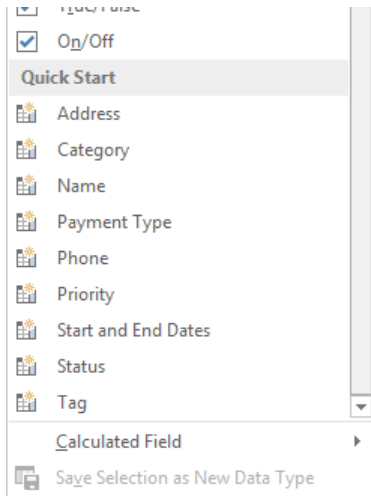 On/Off
Quick Start
Address
Category
Name
Payment Type
Phone
Priority
Start and End Dates
Status
Tag
Calculated Field
Save Selection as New Data Type